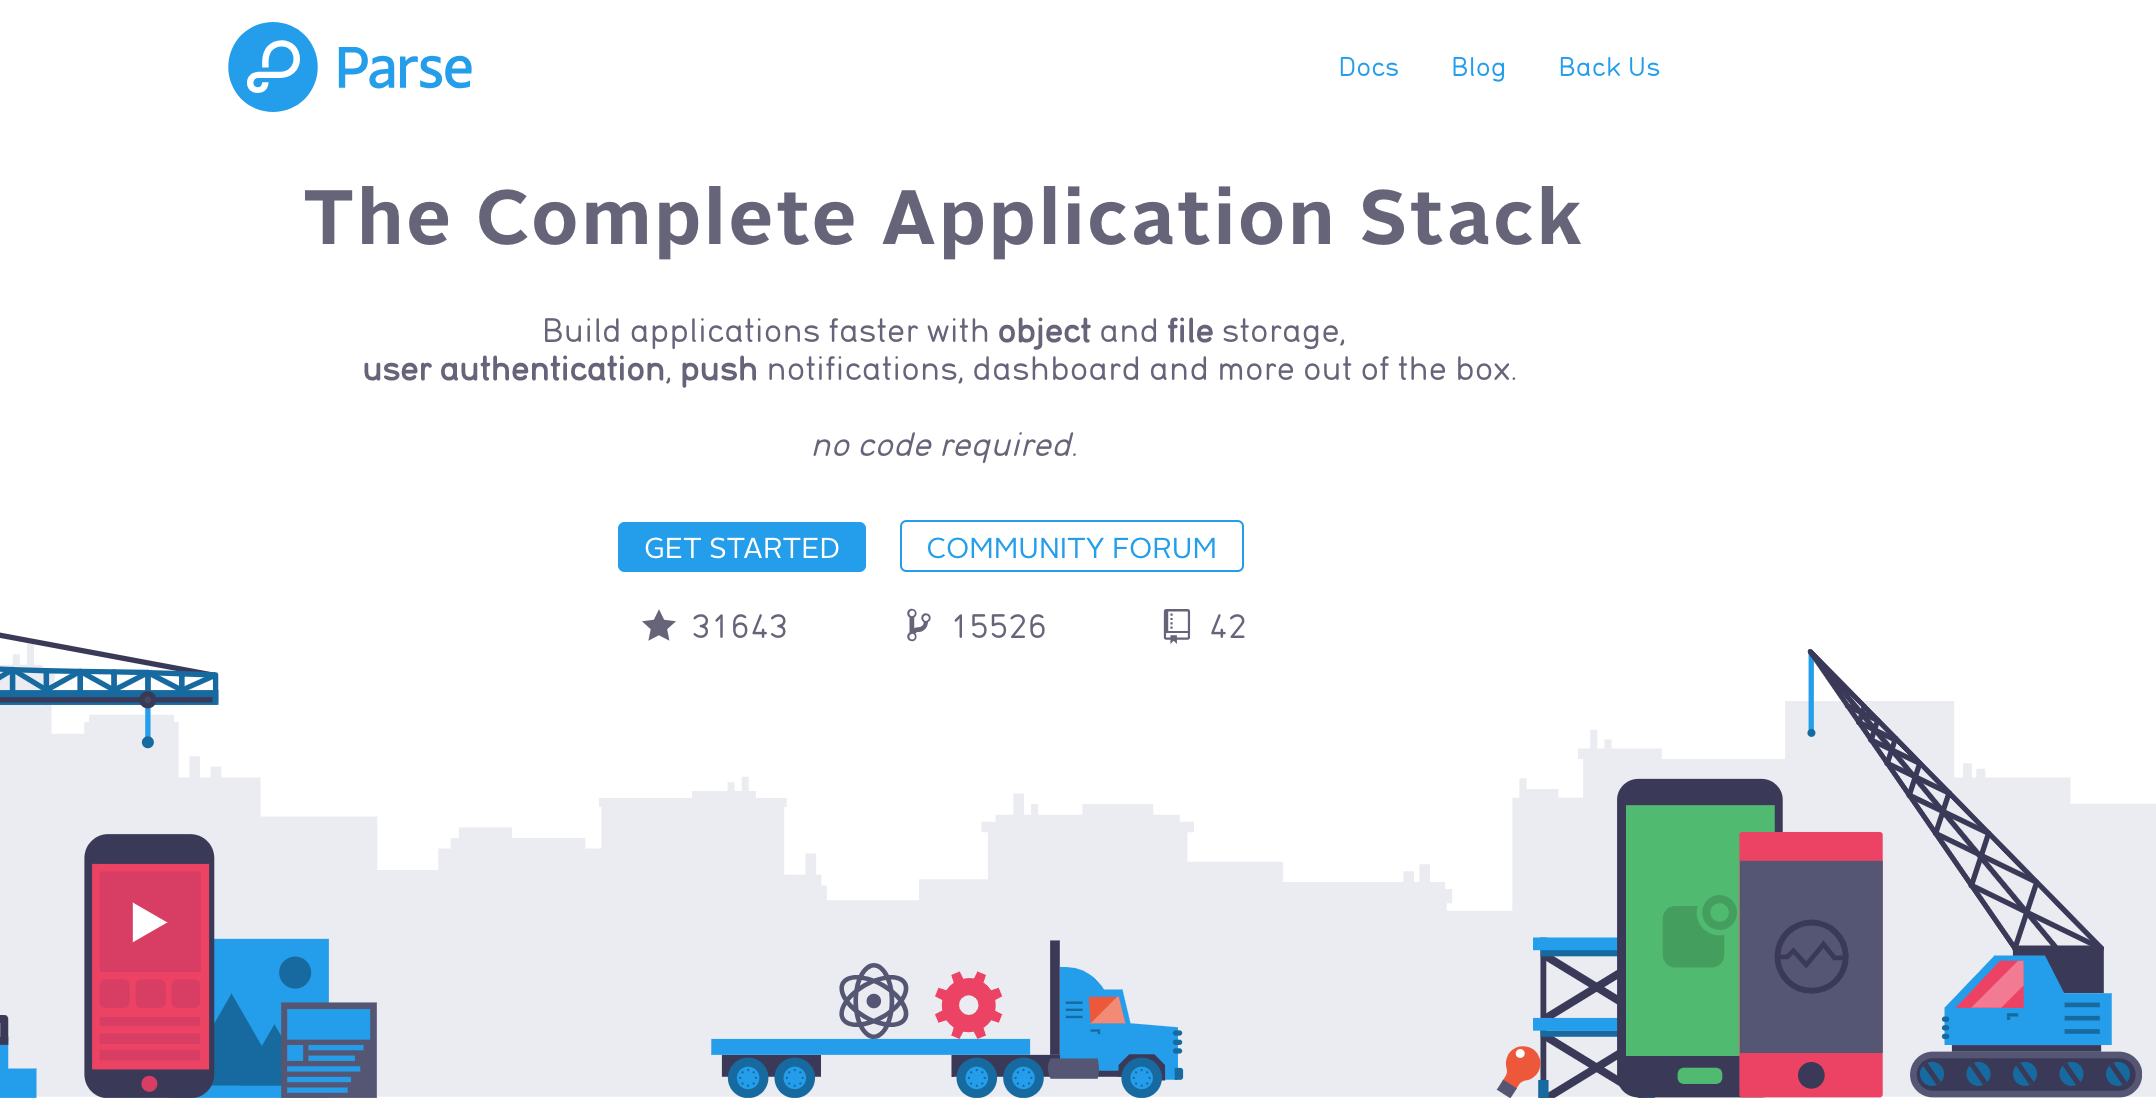 Parse
Docs Blog Back Us
The Complete Application Stack
Build applications faster with object and file storage,
user authentication, push notifications, dashboard and more out of the box.
no code required.
GET STARTED COMMUNITY FORUM
31643 15526 42